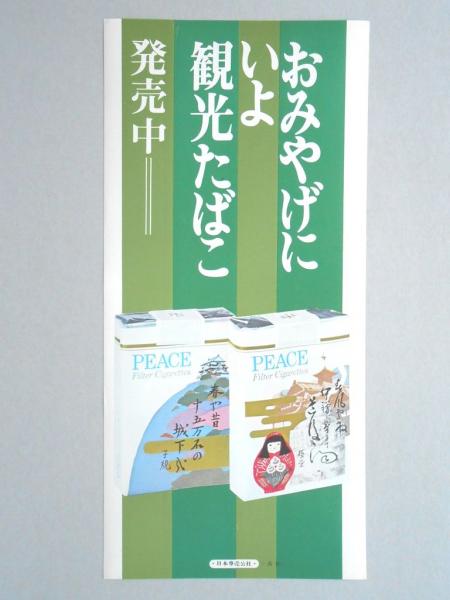 おみやげに
いよ
観光たばこ
発売中
PEACE
Filter Cigarettes
春や昔
十五万石の
城下哉
子規
PEACE
Filter Cigarettes
日本専売公社